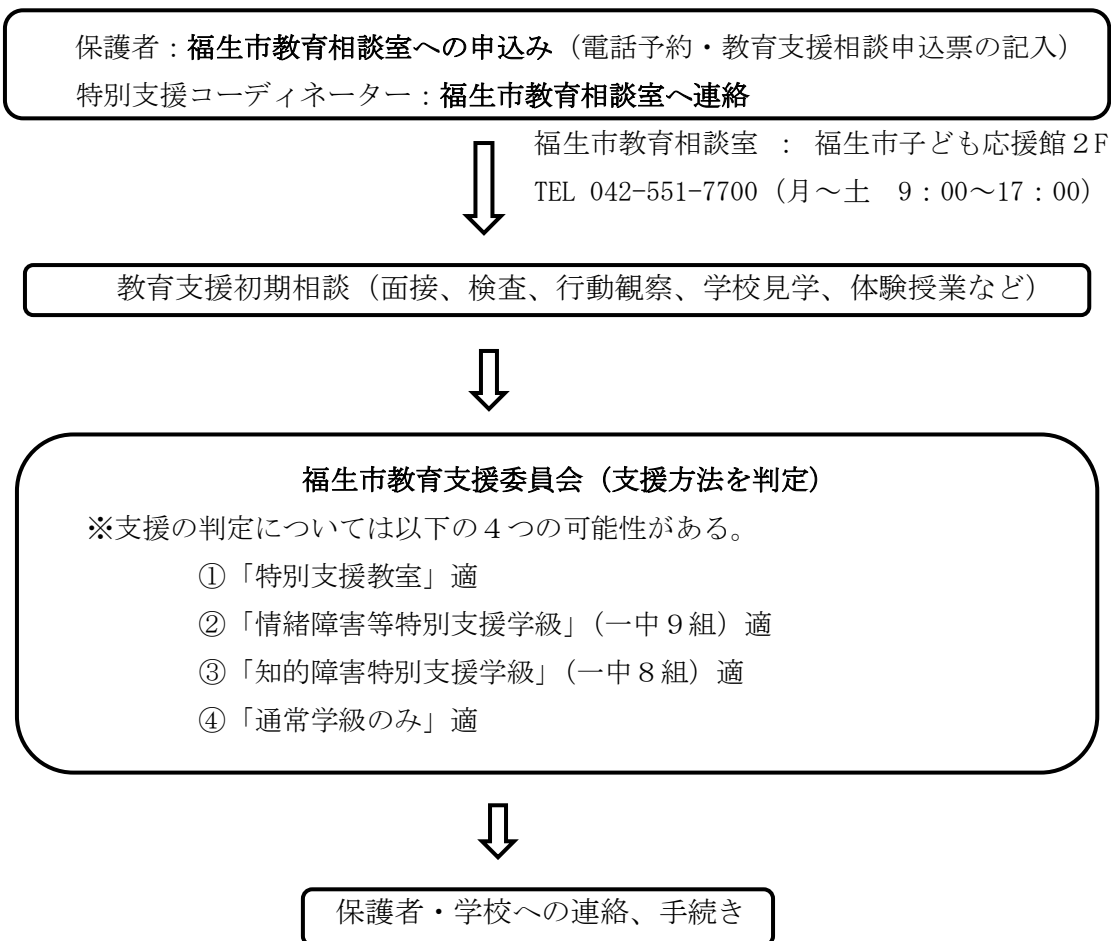 保護者：福生市教育相談室への申込み（電話予約・教育支援相談申込票の記入）
特別支援コーディネーター：福生市教育相談室へ連絡
福生市教育相談室 ： 福生市子ども応援館２F
TEL 042-551-7700（月～土　9：00～17：00）
教育支援初期相談（面接、検査、行動観察、学校見学、体験授業など）
福生市教育支援委員会（支援方法を判定）
※支援の判定については以下の４つの可能性がある。
①「特別支援教室」適
②「情緒障害等特別支援学級」（一中９組）適
③「知的障害特別支援学級」（一中８組）適
④「通常学級のみ」適
保護者・学校への連絡、手続き